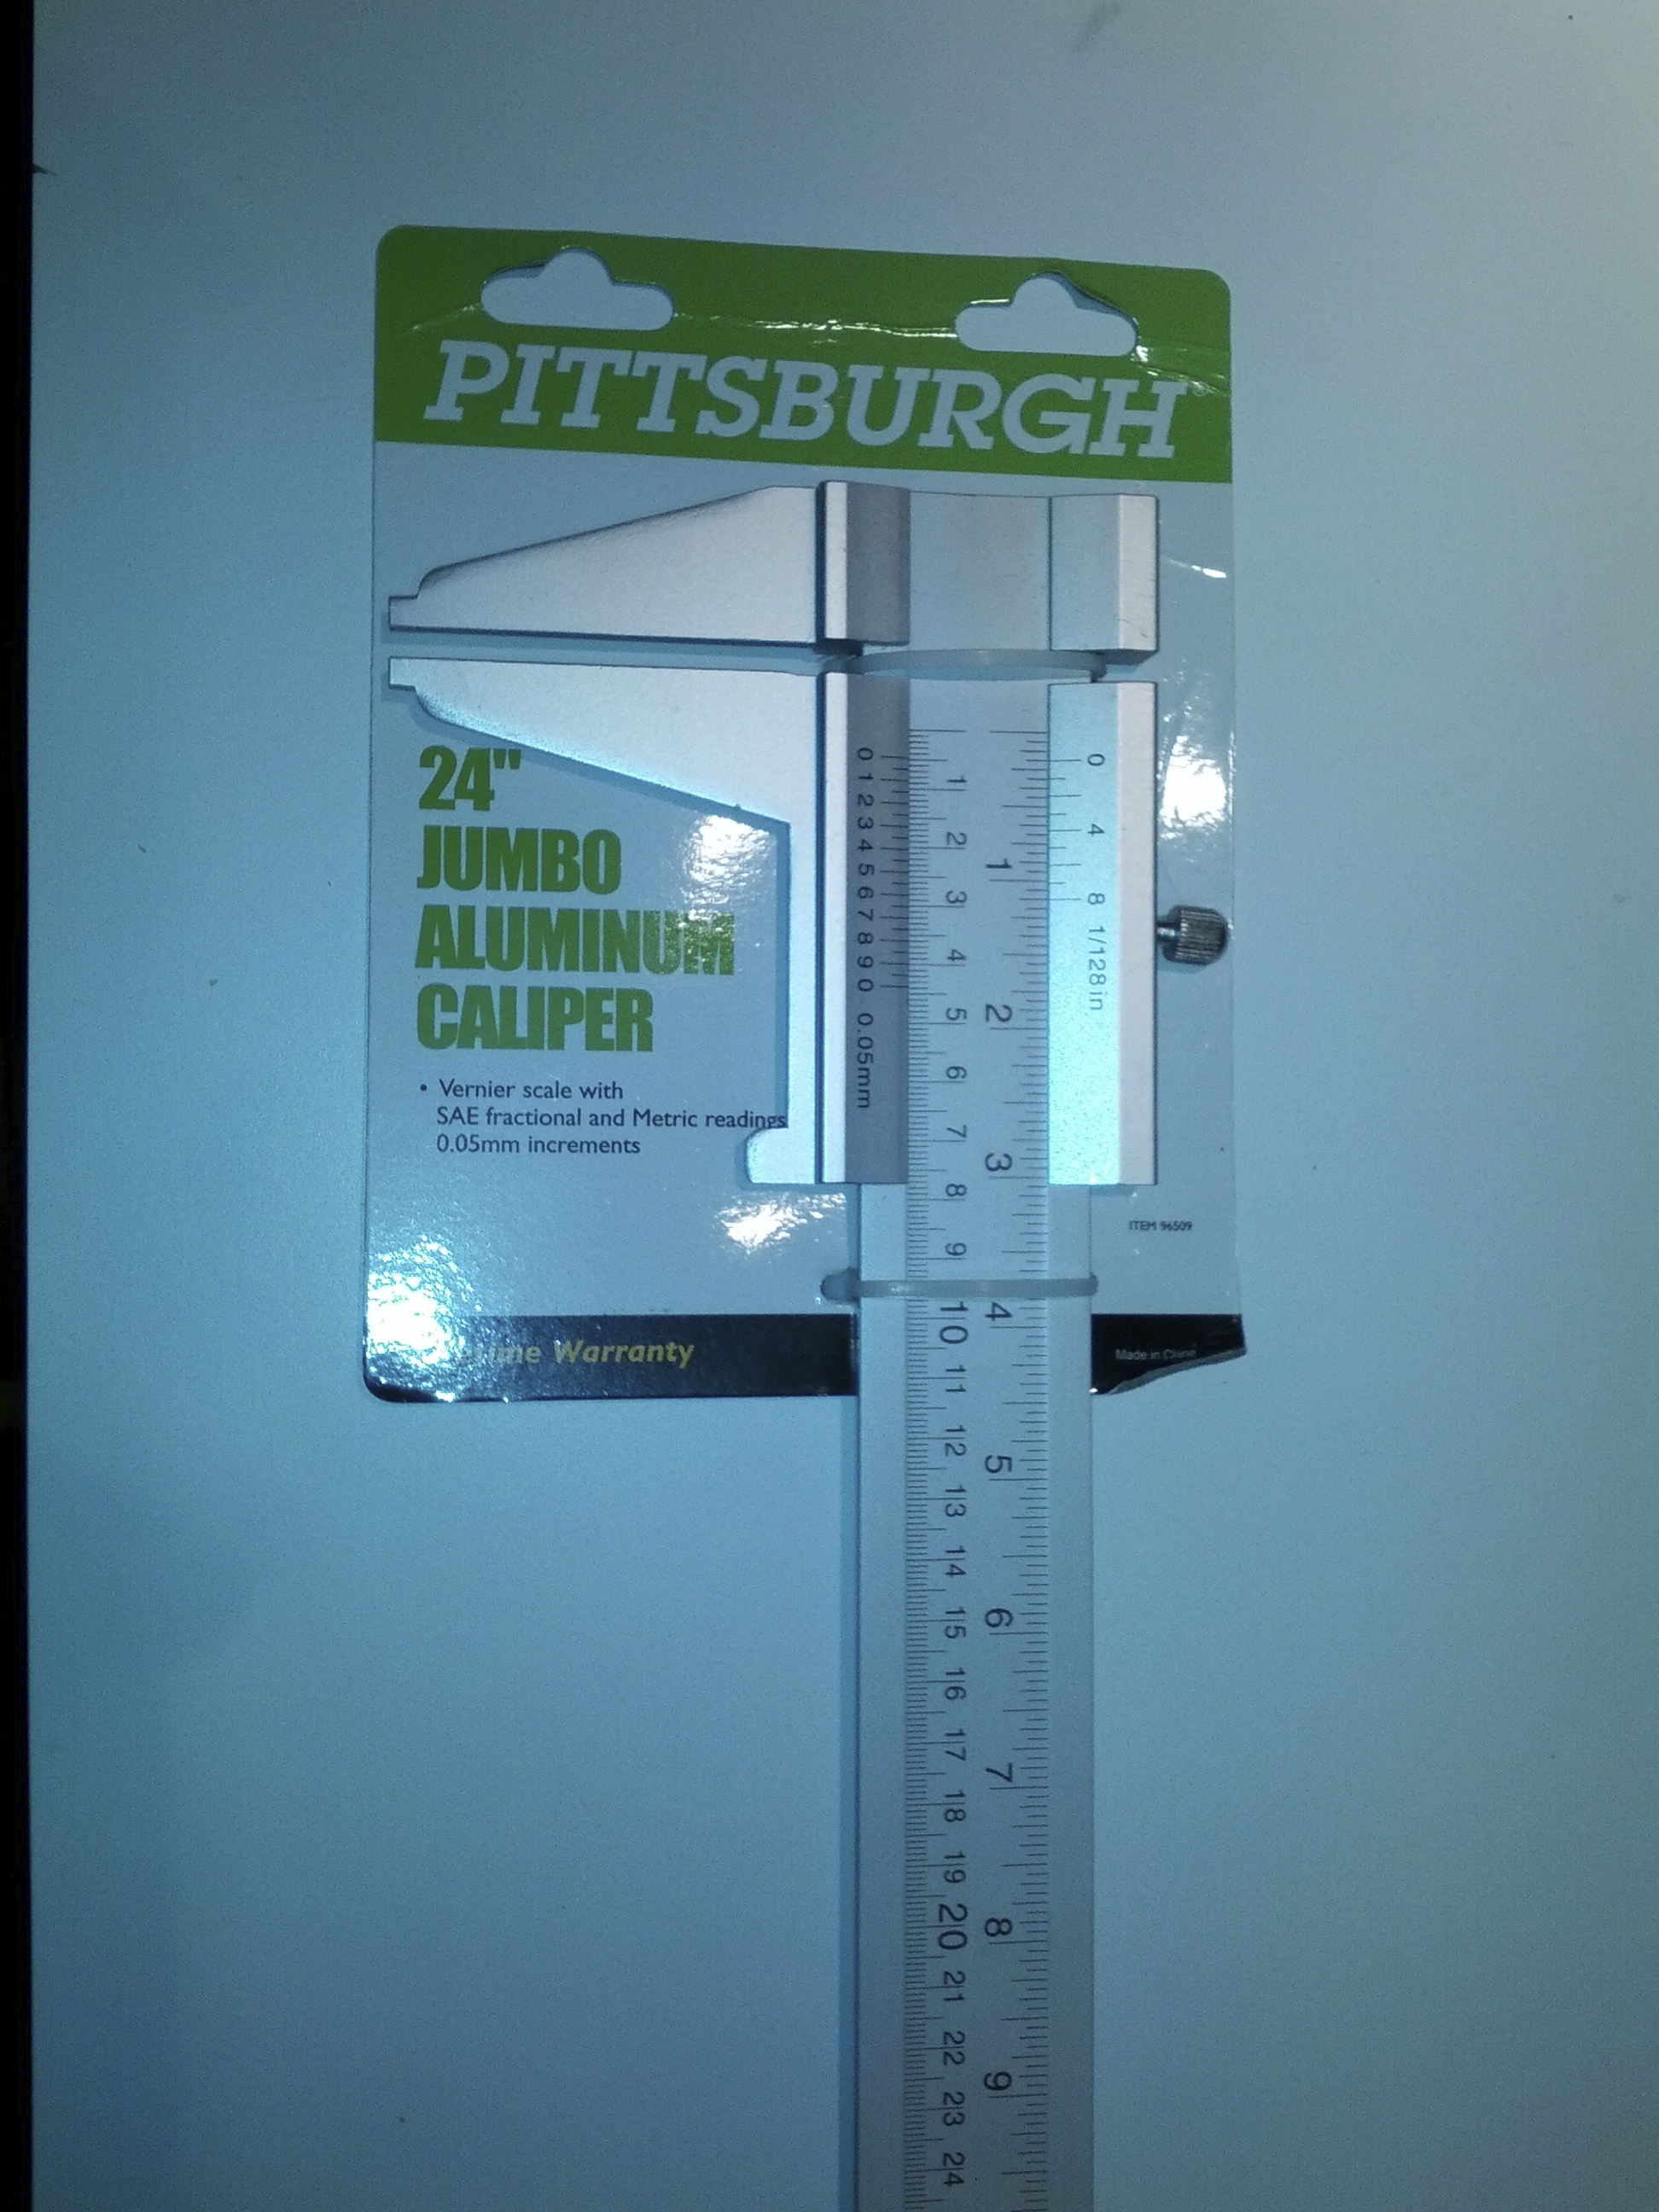 PITTSBURGH®
24"
JUMBO
ALUMINUM
CALIPER
• Vernier scale with
SAE fractional and Metric readings
0.05mm increments
0 1 2 3 4 5 6 7 8 9 0 0.05mm
1 2 3 4 5 6 7 8 9 10 11 12 13 14 15 16 17 18 19 20 21 22 23 24
1 2 3 4 5 6 7 8 9
0 4 8 1/128in
ITEM 96509
Warranty
Made in China